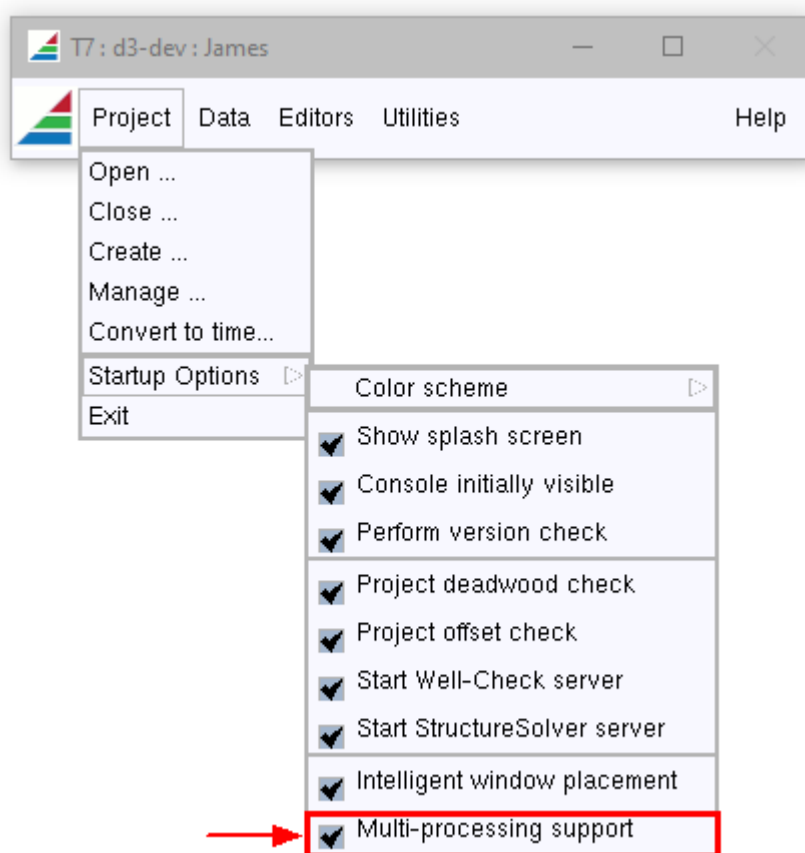 T7 : d3-dev : James
Project Data Editors Utilities Help
Open ...
Close ...
Create ...
Manage ...
Convert to time...
Startup Options
Exit
Color scheme
Show splash screen
Console initially visible
Perform version check
Project deadwood check
Project offset check
Start Well-Check server
Start StructureSolver server
Intelligent window placement
Multi-processing support